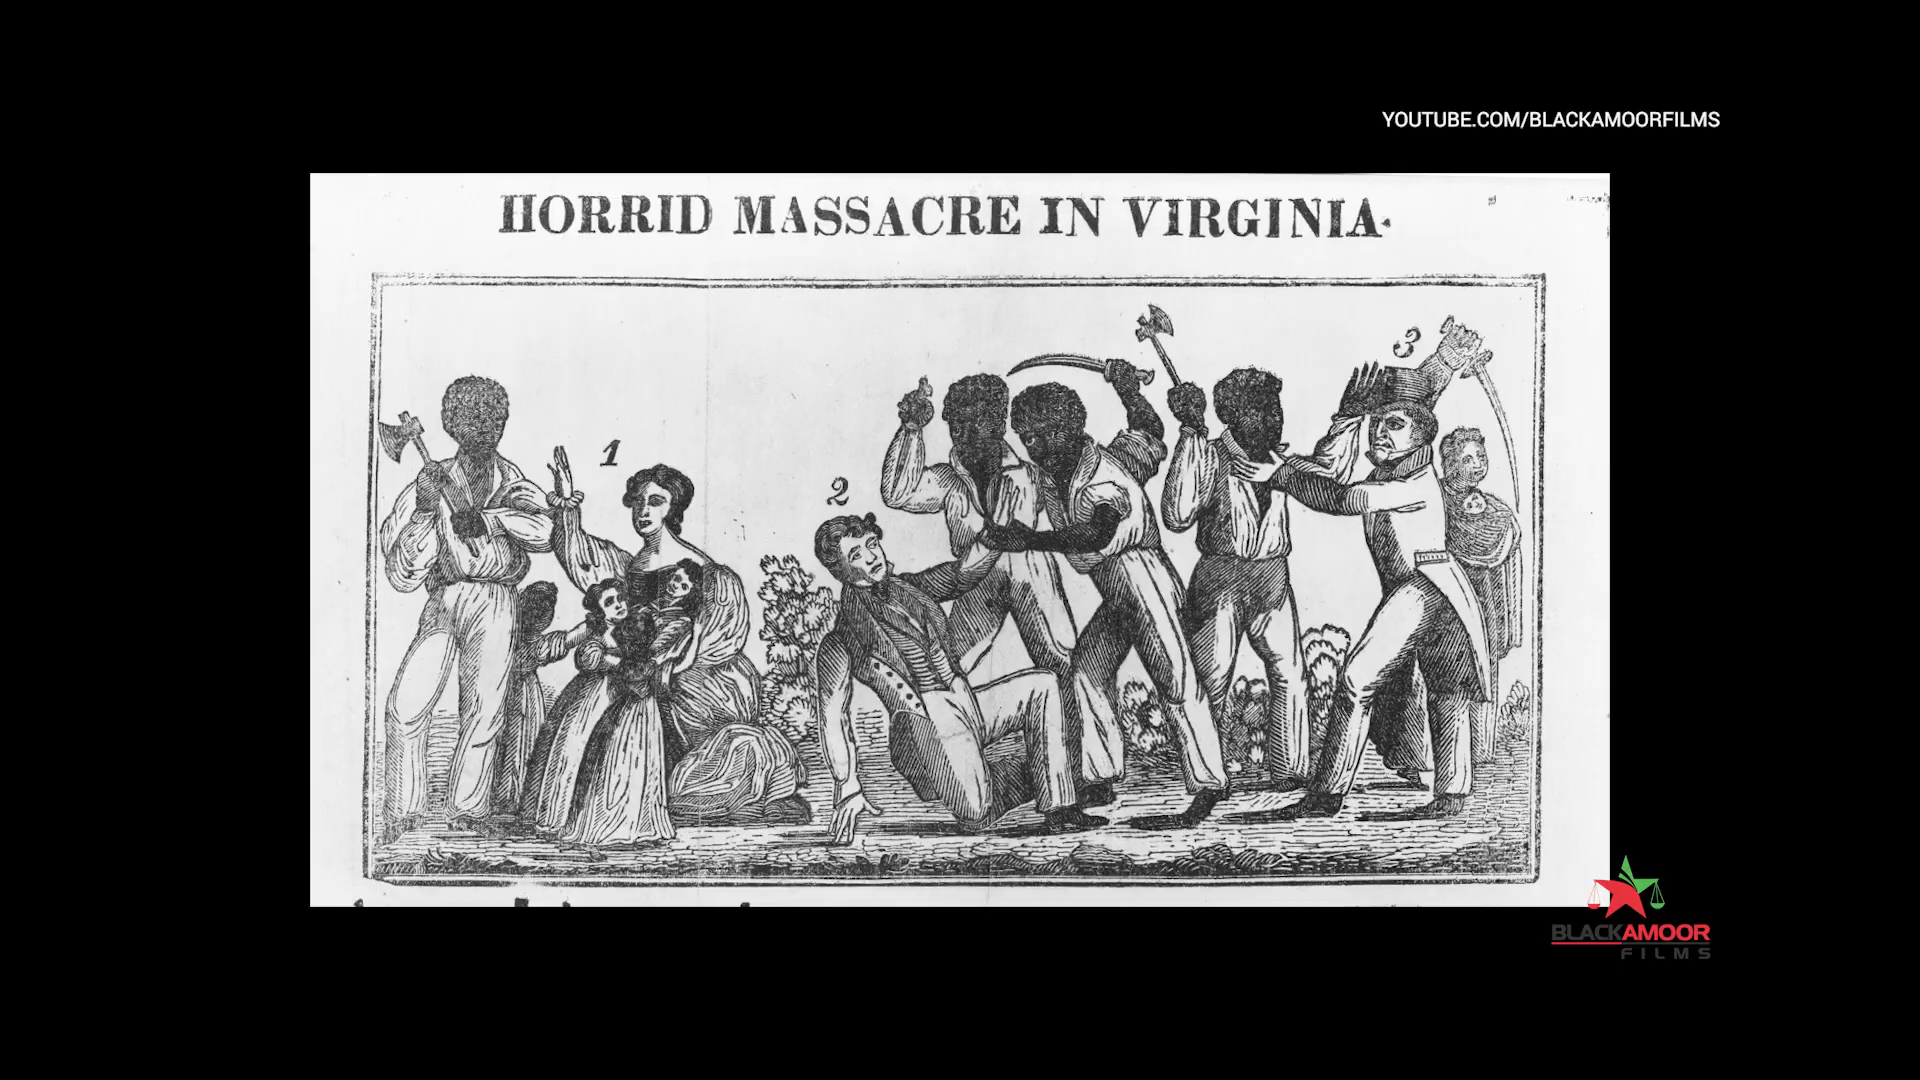 YOUTUBE.COM/BLACKAMOORFILMS
HORRID MASSACRE IN VIRGINIA.
1
2
3
BLACKAMOOR
FILMS